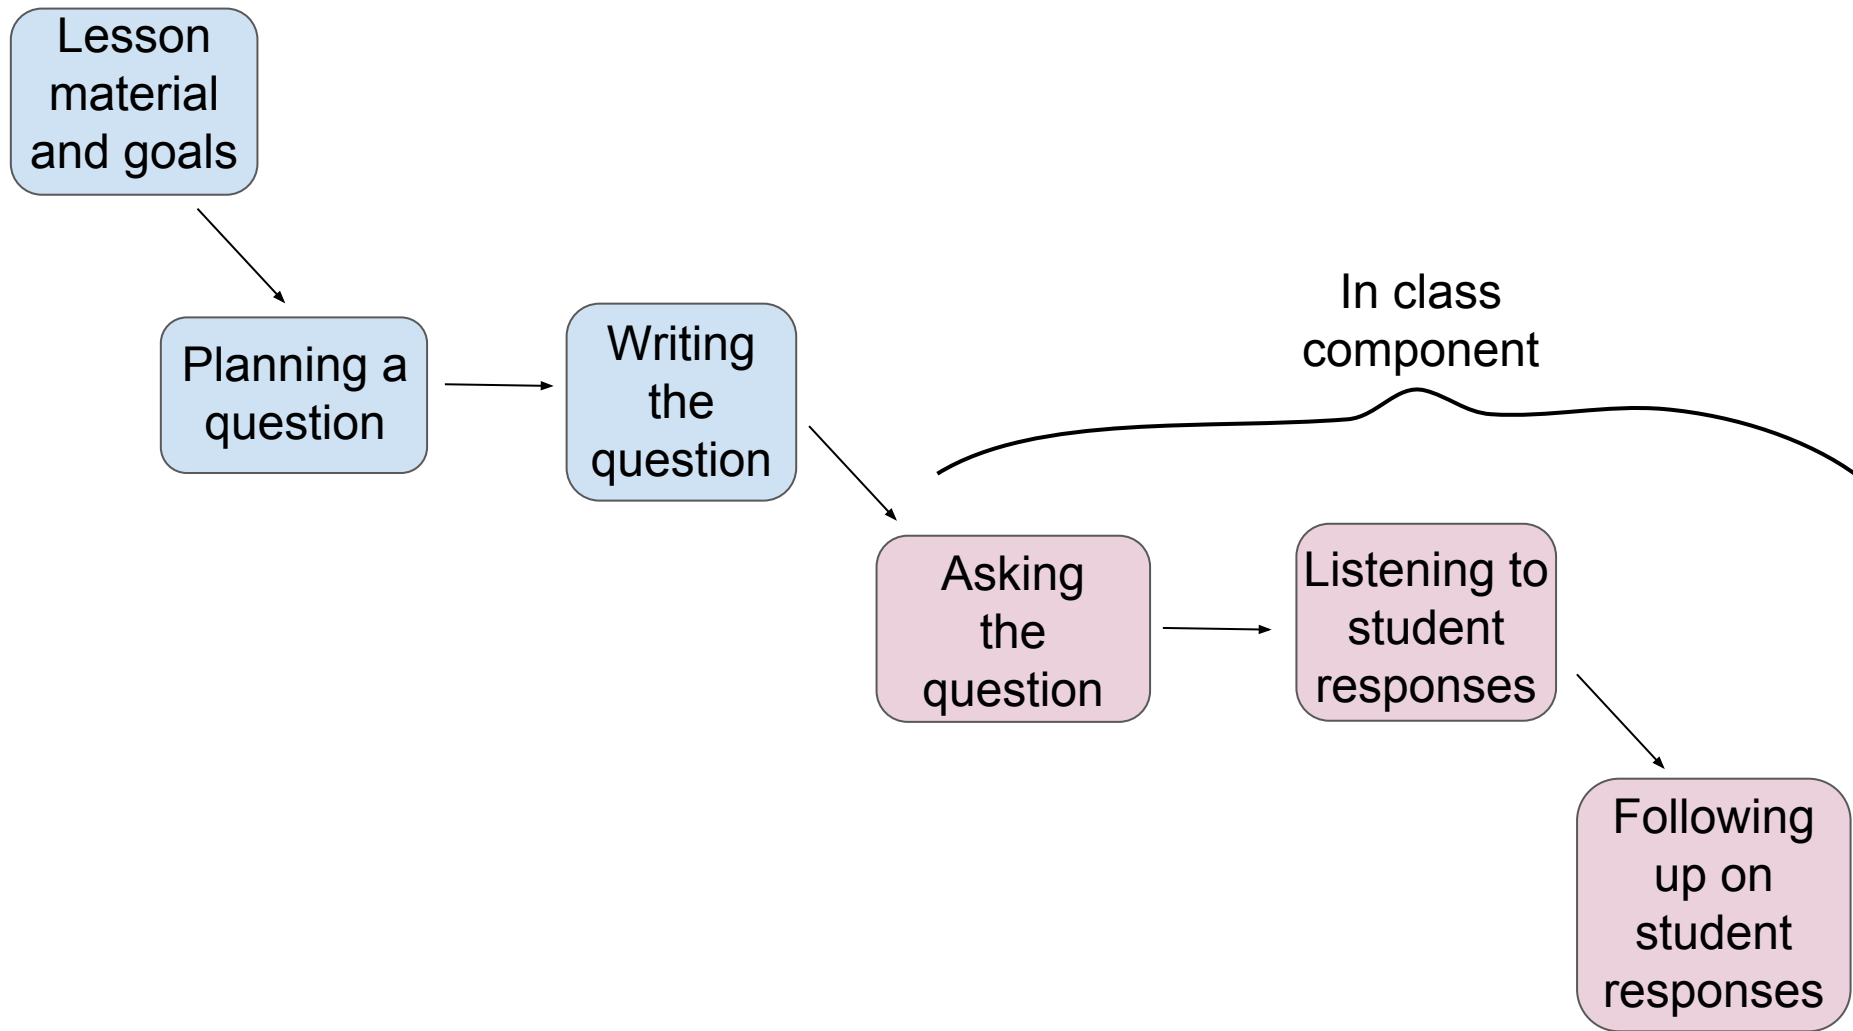 Lesson
material
and goals
Planning a
question
Writing
the
question
In class
component
Asking
the
question
Listening to
student
responses
Following
up on
student
responses